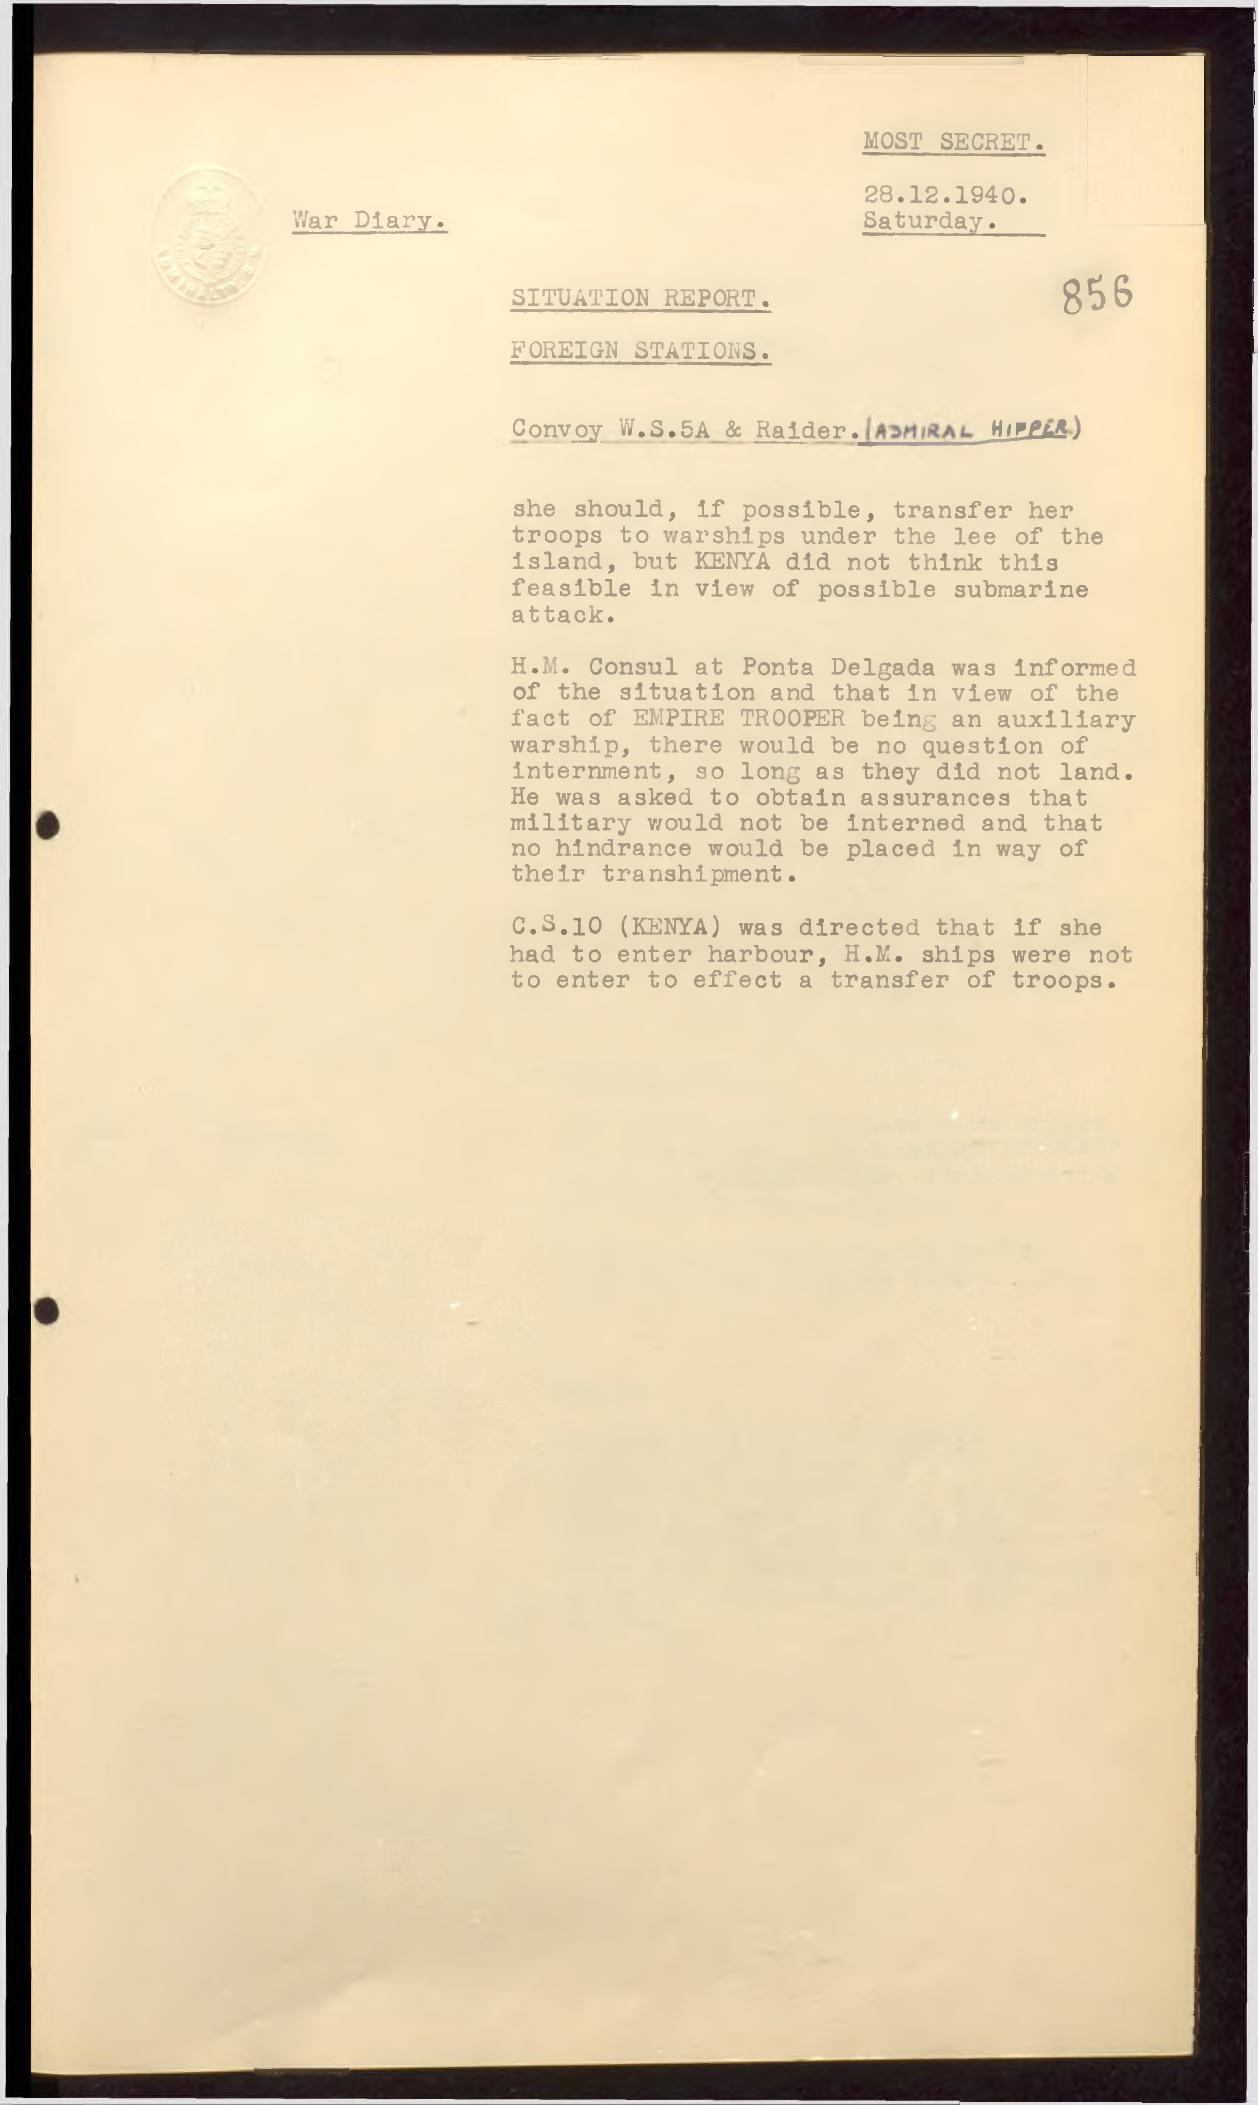 MOST SECRET.
28.12.1940.
Saturday.
War Diary.
ADMIRALTY.S.
856
SITUATION REPORT.
FOREIGN STATIONS.
Convoy W.S.5A & Raider.(ADMIRAL HIPPER)
she should, if possible, transfer her
troops to warships under the lee of the
island, but KENYA did not think this
feasible in view of possible submarine
attack.
H.M. Consul at Ponta Delgada was informed
of the situation and that in view of the
fact of EMPIRE TROOPER being an auxiliary
warship, there would be no question of
internment, so long as they did not land.
He was asked to obtain assurances that
military would not be interned and that
no hindrance would be placed in way of
their transhipment.
C.S.10 (KENYA) was directed that if she
had to enter harbour, H.M. ships were not
to enter to effect a transfer of troops.